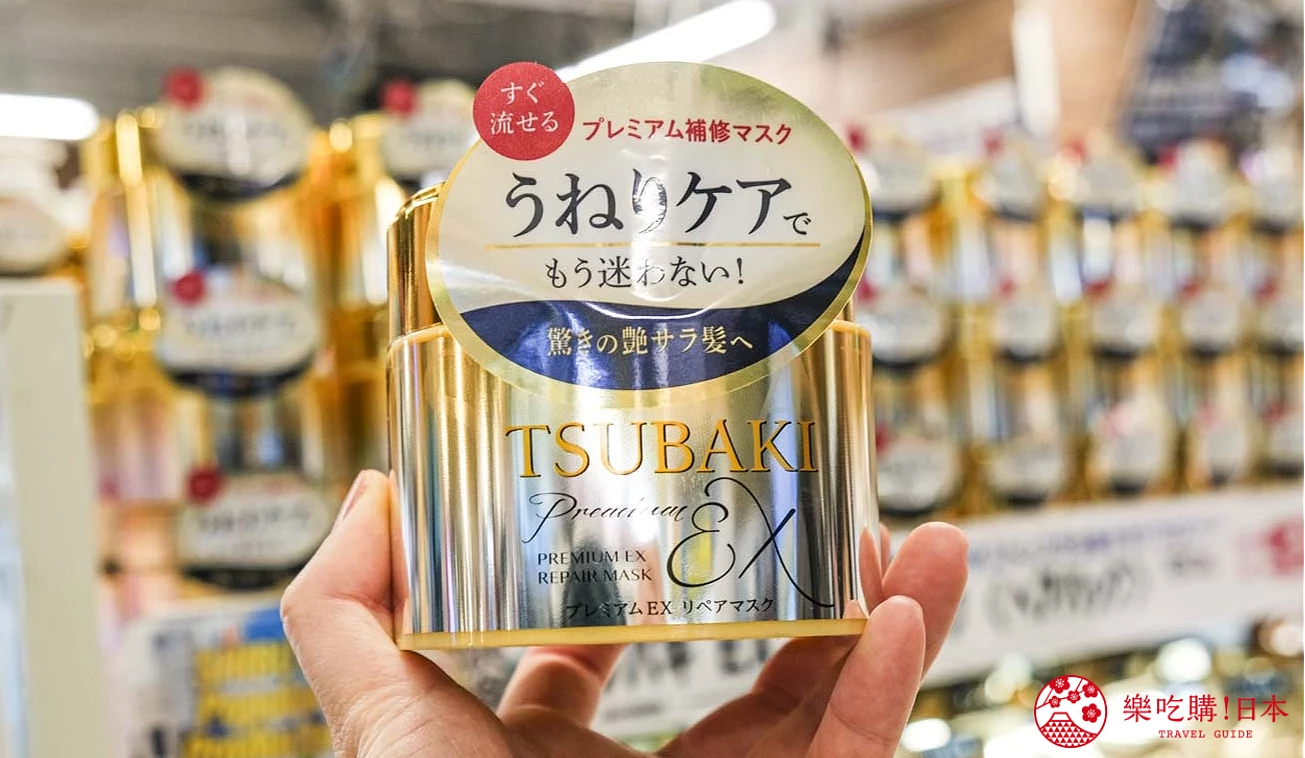 すぐ
流せる
プレミアム補修マスク
うねりケアで
もう迷わない!
驚きの艶サラ髪へ
TSUBAKI
Premium EX
PREMIUM EX
REPAIR MASK
プレミアムEX リペアマスク
樂吃購!日本
TRAVEL GUIDE